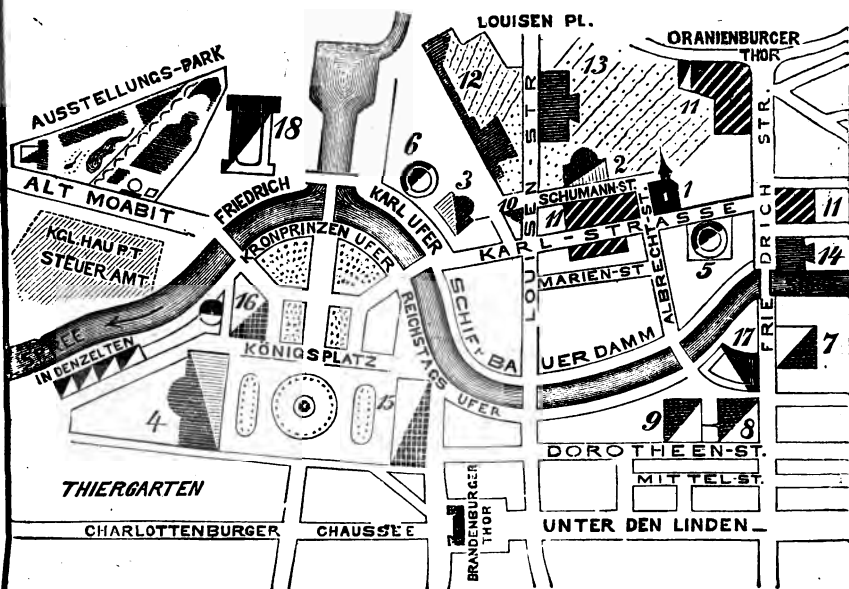 LOUISEN PL.
ORANIENBURGER
THOR
AUSSTELLUNGS-PARK
12
13
11
18
6
3
2
1
LOUISEN-STR
FRIEDRICH STR.
SCHUMANN-ST.
10
11
11
ALT MOABIT
FRIEDRICH
KARL UFER
KARL-STRASSE
KRONPRINZEN UFER
KGL. HAUPT
STEUER AMT.
ALBRECHTST
5
14
MARIEN-ST
16
SCHIFFBAUERDAMM
REICHSTAGS UFER
SPREE
IN DENZELTEN
KÖNIGSPLATZ
17
7
4
15
9
8
DOROTHEEN-ST.
MITTEL-ST.
THIERGARTEN
CHARLOTTENBURGER CHAUSSEE
BRANDENBURGER
THOR
UNTER DEN LINDEN